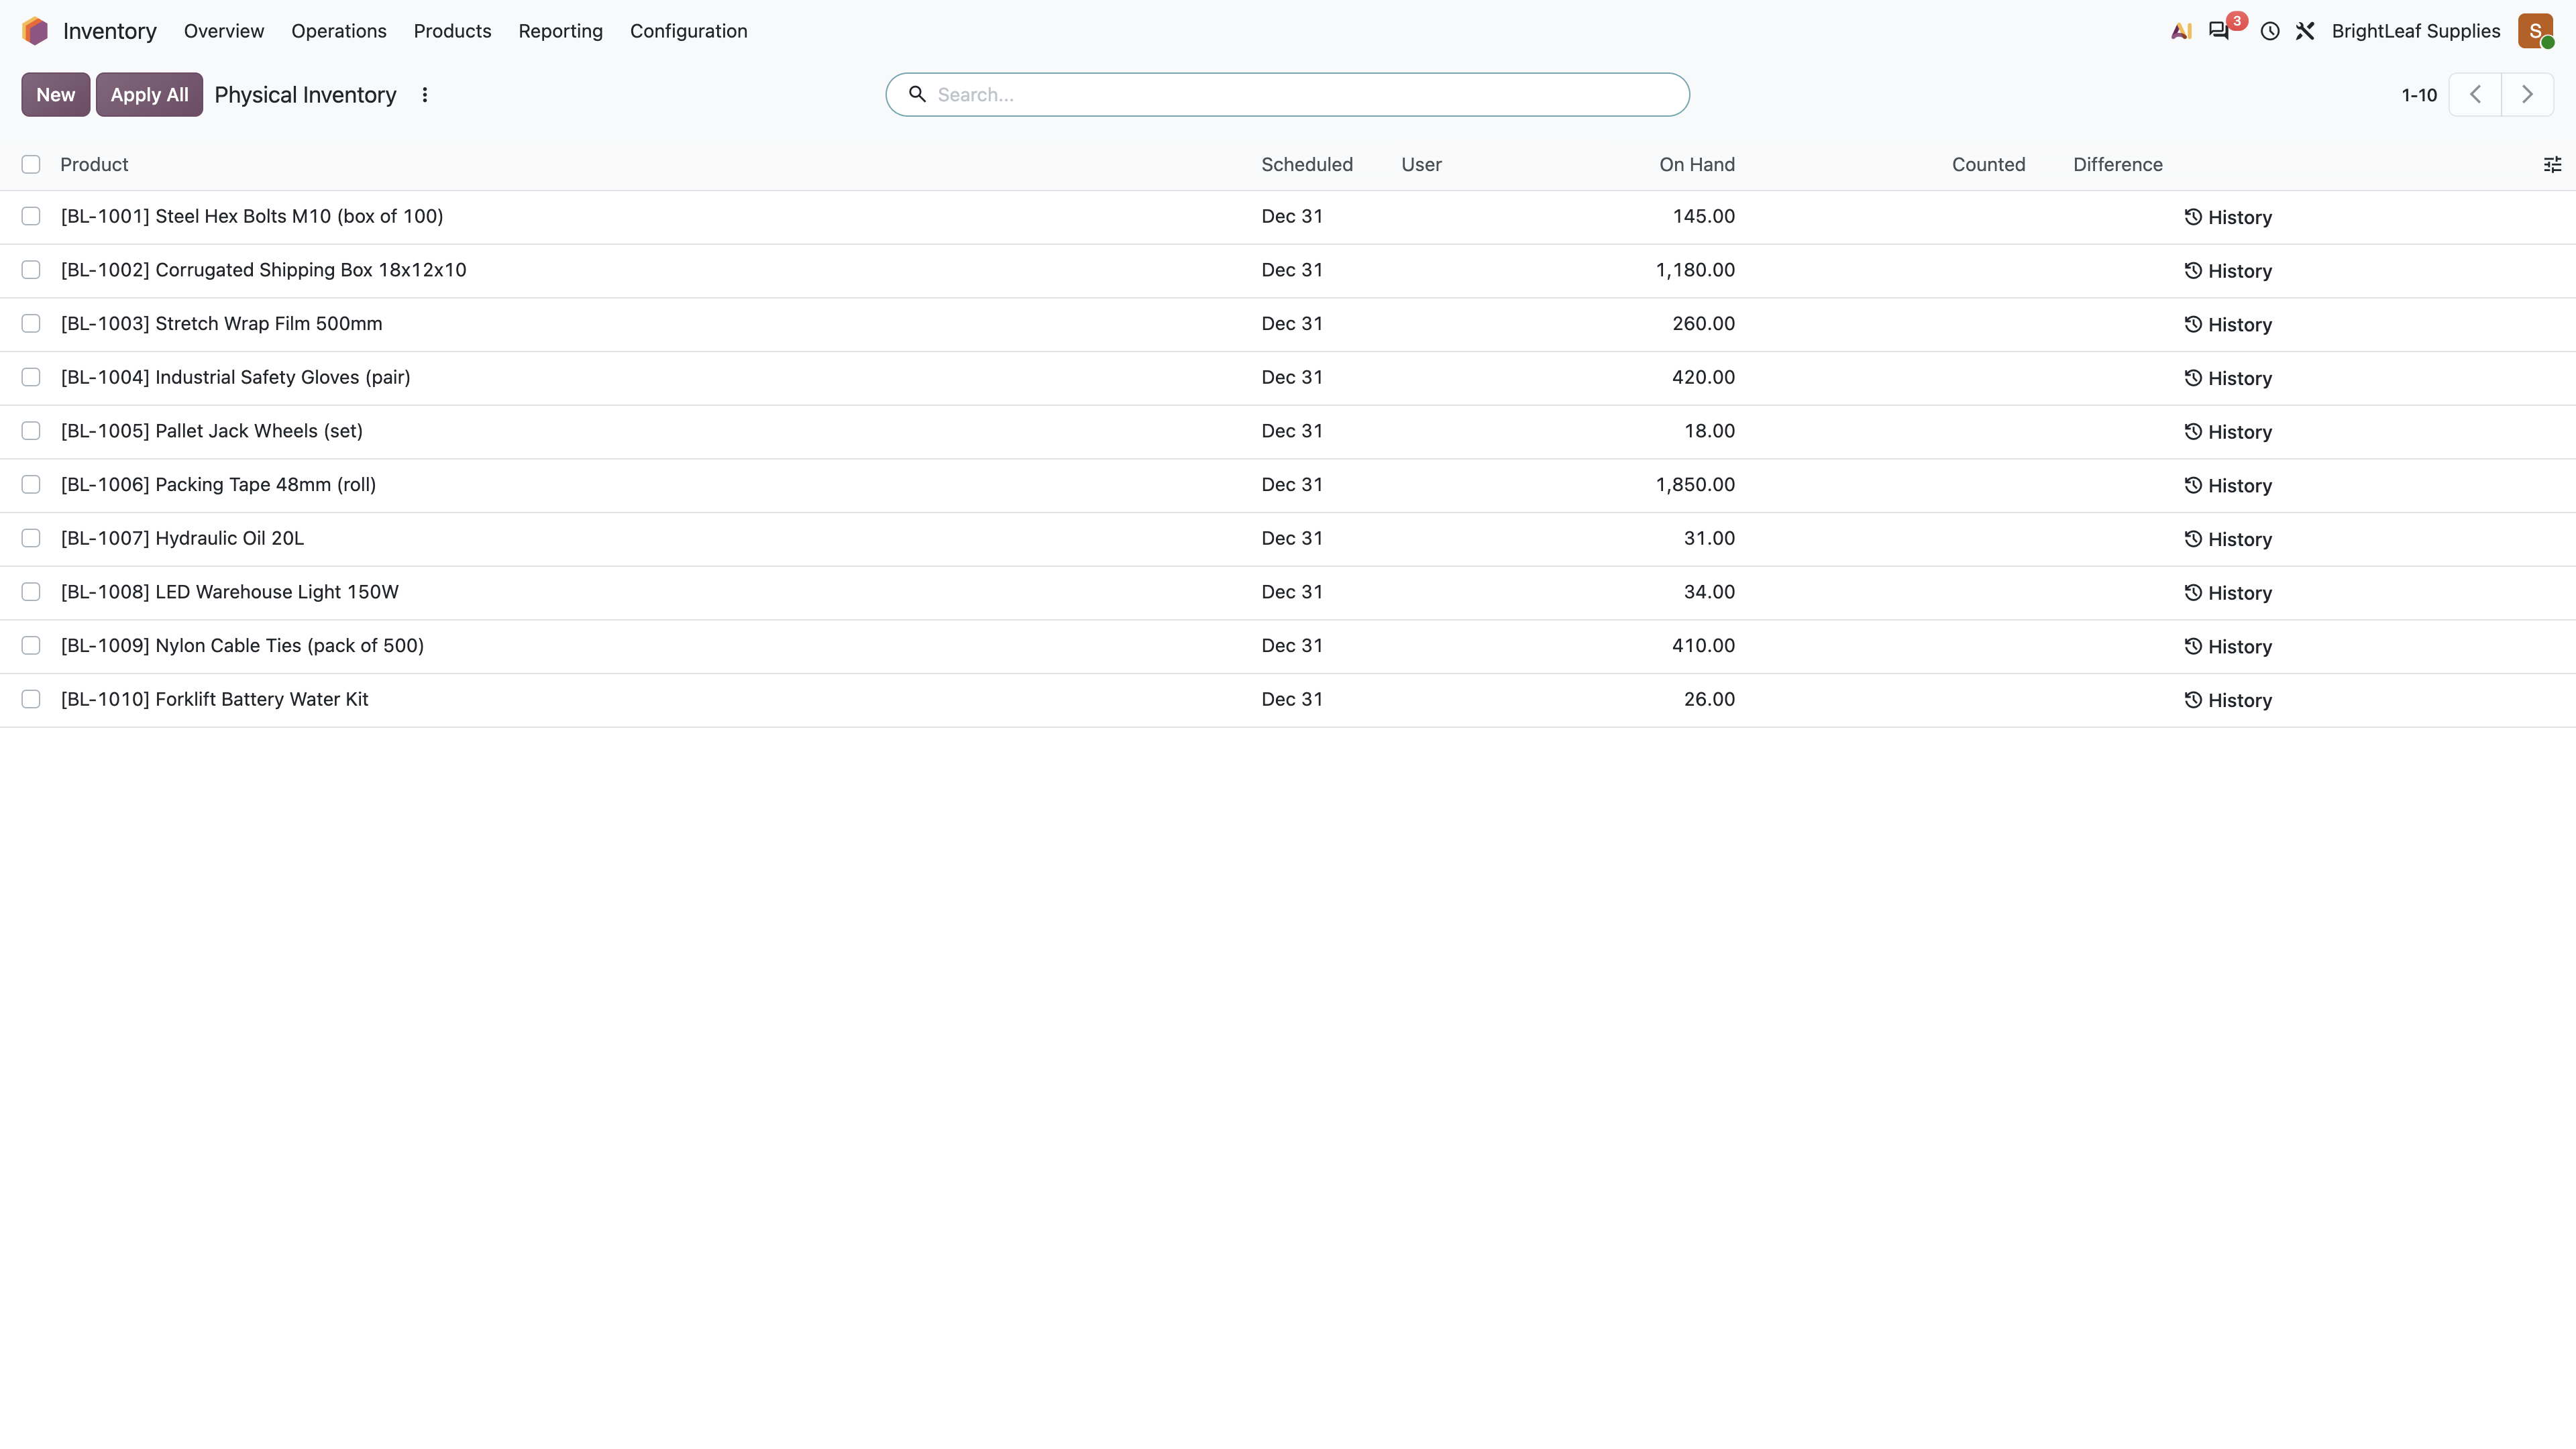 Inventory Overview Operations Products Reporting Configuration AI 3 BrightLeaf Supplies S
New Apply All Physical Inventory Search... 1-10
Product Scheduled User On Hand Counted Difference
[BL-1001] Steel Hex Bolts M10 (box of 100) Dec 31 145.00 History
[BL-1002] Corrugated Shipping Box 18x12x10 Dec 31 1,180.00 History
[BL-1003] Stretch Wrap Film 500mm Dec 31 260.00 History
[BL-1004] Industrial Safety Gloves (pair) Dec 31 420.00 History
[BL-1005] Pallet Jack Wheels (set) Dec 31 18.00 History
[BL-1006] Packing Tape 48mm (roll) Dec 31 1,850.00 History
[BL-1007] Hydraulic Oil 20L Dec 31 31.00 History
[BL-1008] LED Warehouse Light 150W Dec 31 34.00 History
[BL-1009] Nylon Cable Ties (pack of 500) Dec 31 410.00 History
[BL-1010] Forklift Battery Water Kit Dec 31 26.00 History